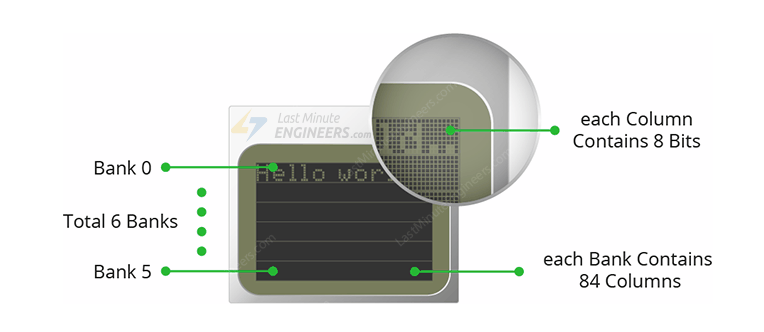 Last Minute
ENGINEERS.com
Hello wor
ld..
each Column
Contains 8 Bits
Bank 0
Total 6 Banks
Bank 5
each Bank Contains
84 Columns